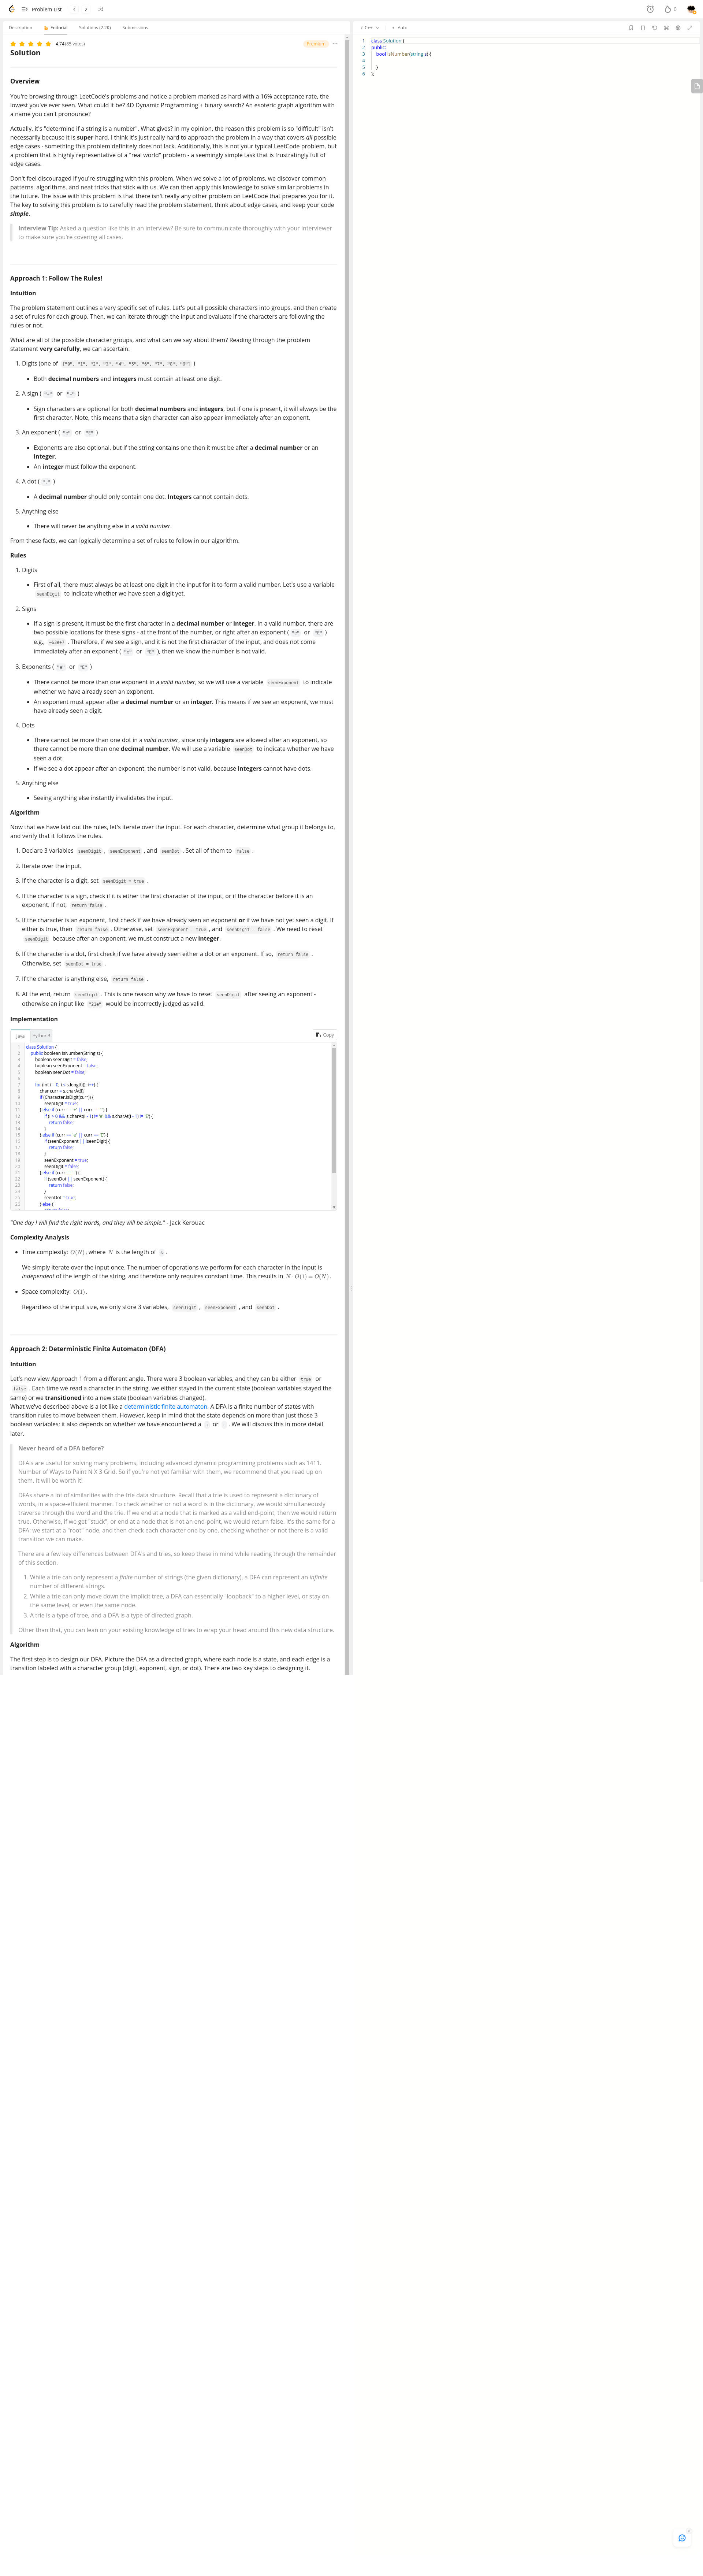 Problem List
0
Description
Editorial
Solutions (2.2K)
Submissions
4.74 (85 votes)
Premium
Solution
Overview
You're browsing through LeetCode's problems and notice a problem marked as hard with a 16% acceptance rate, the
lowest you've ever seen. What could it be? 4D Dynamic Programming + binary search? An esoteric graph algorithm with
a name you can't pronounce?
Actually, it's "determine if a string is a number". What gives? In my opinion, the reason this problem is so "difficult" isn't
necessarily because it is super hard. I think it's just really hard to approach the problem in a way that covers all possible
edge cases - something this problem definitely does not lack. Additionally, this is not your typical LeetCode problem, but
a problem that is highly representative of a "real world" problem - a seemingly simple task that is frustratingly full of
edge cases.
Don't feel discouraged if you're struggling with this problem. When we solve a lot of problems, we discover common
patterns, algorithms, and neat tricks that stick with us. We can then apply this knowledge to solve similar problems in
the future. The issue with this problem is that there isn't really any other problem on LeetCode that prepares you for it.
The key to solving this problem is to carefully read the problem statement, think about edge cases, and keep your code
simple.
Interview Tip: Asked a question like this in an interview? Be sure to communicate thoroughly with your interviewer
to make sure you're covering all cases.
Approach 1: Follow The Rules!
Intuition
The problem statement outlines a very specific set of rules. Let's put all possible characters into groups, and then create
a set of rules for each group. Then, we can iterate through the input and evaluate if the characters are following the
rules or not.
What are all of the possible character groups, and what can we say about them? Reading through the problem
statement very carefully, we can ascertain:
1. Digits (one of {"0", "1", "2", "3", "4", "5", "6", "7", "8", "9"} )
Both decimal numbers and integers must contain at least one digit.
2. A sign ( "+" or "-" )
Sign characters are optional for both decimal numbers and integers, but if one is present, it will always be the
first character. Note, this means that a sign character can also appear immediately after an exponent.
3. An exponent ( "e" or "E" )
Exponents are also optional, but if the string contains one then it must be after a decimal number or an
integer.
An integer must follow the exponent.
4. A dot ( "." )
A decimal number should only contain one dot. Integers cannot contain dots.
5. Anything else
There will never be anything else in a valid number.
From these facts, we can logically determine a set of rules to follow in our algorithm.
Rules
1. Digits
First of all, there must always be at least one digit in the input for it to form a valid number. Let's use a variable
seenDigit to indicate whether we have seen a digit yet.
2. Signs
If a sign is present, it must be the first character in a decimal number or integer. In a valid number, there are
two possible locations for these signs - at the front of the number, or right after an exponent ( "e" or "E" )
e.g., -63e+7 . Therefore, if we see a sign, and it is not the first character of the input, and does not come
immediately after an exponent ( "e" or "E" ), then we know the number is not valid.
3. Exponents ( "e" or "E" )
There cannot be more than one exponent in a valid number, so we will use a variable seenExponent to indicate
whether we have already seen an exponent.
An exponent must appear after a decimal number or an integer. This means if we see an exponent, we must
have already seen a digit.
4. Dots
There cannot be more than one dot in a valid number, since only integers are allowed after an exponent, so
there cannot be more than one decimal number. We will use a variable seenDot to indicate whether we have
seen a dot.
If we see a dot appear after an exponent, the number is not valid, because integers cannot have dots.
5. Anything else
Seeing anything else instantly invalidates the input.
Algorithm
Now that we have laid out the rules, let's iterate over the input. For each character, determine what group it belongs to,
and verify that it follows the rules.
1. Declare 3 variables seenDigit , seenExponent , and seenDot . Set all of them to false .
2. Iterate over the input.
3. If the character is a digit, set seenDigit = true .
4. If the character is a sign, check if it is either the first character of the input, or if the character before it is an
exponent. If not, return false .
5. If the character is an exponent, first check if we have already seen an exponent or if we have not yet seen a digit. If
either is true, then return false . Otherwise, set seenExponent = true , and seenDigit = false . We need to reset
seenDigit because after an exponent, we must construct a new integer.
6. If the character is a dot, first check if we have already seen either a dot or an exponent. If so, return false .
Otherwise, set seenDot = true .
7. If the character is anything else, return false .
8. At the end, return seenDigit . This is one reason why we have to reset seenDigit after seeing an exponent -
otherwise an input like "21e" would be incorrectly judged as valid.
Implementation
Java
Python3
Copy
1 class Solution {
2 public boolean isNumber(String s) {
3 boolean seenDigit = false;
4 boolean seenExponent = false;
5 boolean seenDot = false;
6
7 for (int i = 0; i < s.length(); i++) {
8 char curr = s.charAt(i);
9 if (Character.isDigit(curr)) {
10 seenDigit = true;
11 } else if (curr == '+' || curr == '-') {
12 if (i > 0 && s.charAt(i - 1) != 'e' && s.charAt(i - 1) != 'E') {
13 return false;
14 }
15 } else if (curr == 'e' || curr == 'E') {
16 if (seenExponent || !seenDigit) {
17 return false;
18 }
19 seenExponent = true;
20 seenDigit = false;
21 } else if (curr == '.') {
22 if (seenDot || seenExponent) {
23 return false;
24 }
25 seenDot = true;
26 } else {
"One day I will find the right words, and they will be simple." - Jack Kerouac
Complexity Analysis
Time complexity: O(N), where N is the length of s .
We simply iterate over the input once. The number of operations we perform for each character in the input is
independent of the length of the string, and therefore only requires constant time. This results in N · O(1) = O(N).
Space complexity: O(1).
Regardless of the input size, we only store 3 variables, seenDigit , seenExponent , and seenDot .
Approach 2: Deterministic Finite Automaton (DFA)
Intuition
Let's now view Approach 1 from a different angle. There were 3 boolean variables, and they can be either true or
false . Each time we read a character in the string, we either stayed in the current state (boolean variables stayed the
same) or we transitioned into a new state (boolean variables changed).
What we've described above is a lot like a deterministic finite automaton. A DFA is a finite number of states with
transition rules to move between them. However, keep in mind that the state depends on more than just those 3
boolean variables; it also depends on whether we have encountered a + or - . We will discuss this in more detail
later.
Never heard of a DFA before?
DFA's are useful for solving many problems, including advanced dynamic programming problems such as 1411.
Number of Ways to Paint N X 3 Grid. So if you're not yet familiar with them, we recommend that you read up on
them. It will be worth it!
DFAs share a lot of similarities with the trie data structure. Recall that a trie is used to represent a dictionary of
words, in a space-efficient manner. To check whether or not a word is in the dictionary, we would simultaneously
traverse through the word and the trie. If we end at a node that is marked as a valid end-point, then we would return
true. Otherwise, if we get "stuck", or end at a node that is not an end-point, we would return false. It's the same for a
DFA: we start at a "root" node, and then check each character one by one, checking whether or not there is a valid
transition we can make.
There are a few key differences between DFA's and tries, so keep these in mind while reading through the remainder
of this section.
1. While a trie can only represent a finite number of strings (the given dictionary), a DFA can represent an infinite
number of different strings.
2. While a trie can only move down the implicit tree, a DFA can essentially "loopback" to a higher level, or stay on
the same level, or even the same node.
3. A trie is a type of tree, and a DFA is a type of directed graph.
Other than that, you can lean on your existing knowledge of tries to wrap your head around this new data structure.
Algorithm
The first step is to design our DFA. Picture the DFA as a directed graph, where each node is a state, and each edge is a
transition labeled with a character group (digit, exponent, sign, or dot). There are two key steps to designing it.
C++
Auto
1 class Solution {
2 public:
3 bool isNumber(string s) {
4
5 }
6 };